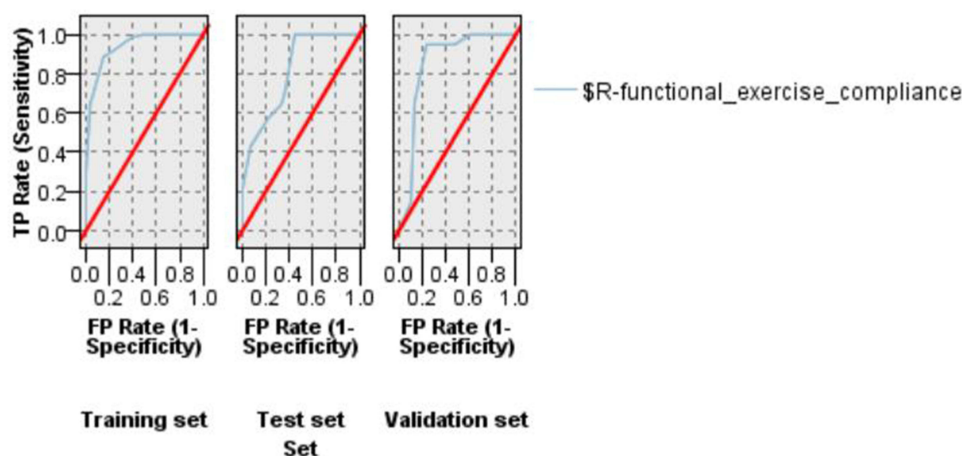 TP Rate (Sensitivity)
1.0
0.8
0.6
0.4
0.2
0.0
0.0 0.4 0.8
0.2 0.6 1.0
FP Rate (1-
Specificity)
Training set
0.0 0.4 0.8
0.2 0.6 1.0
FP Rate (1-
Specificity)
Test set
Set
0.0 0.4 0.8
0.2 0.6 1.0
FP Rate (1-
Specificity)
Validation set
$R-functional_exercise_compliance